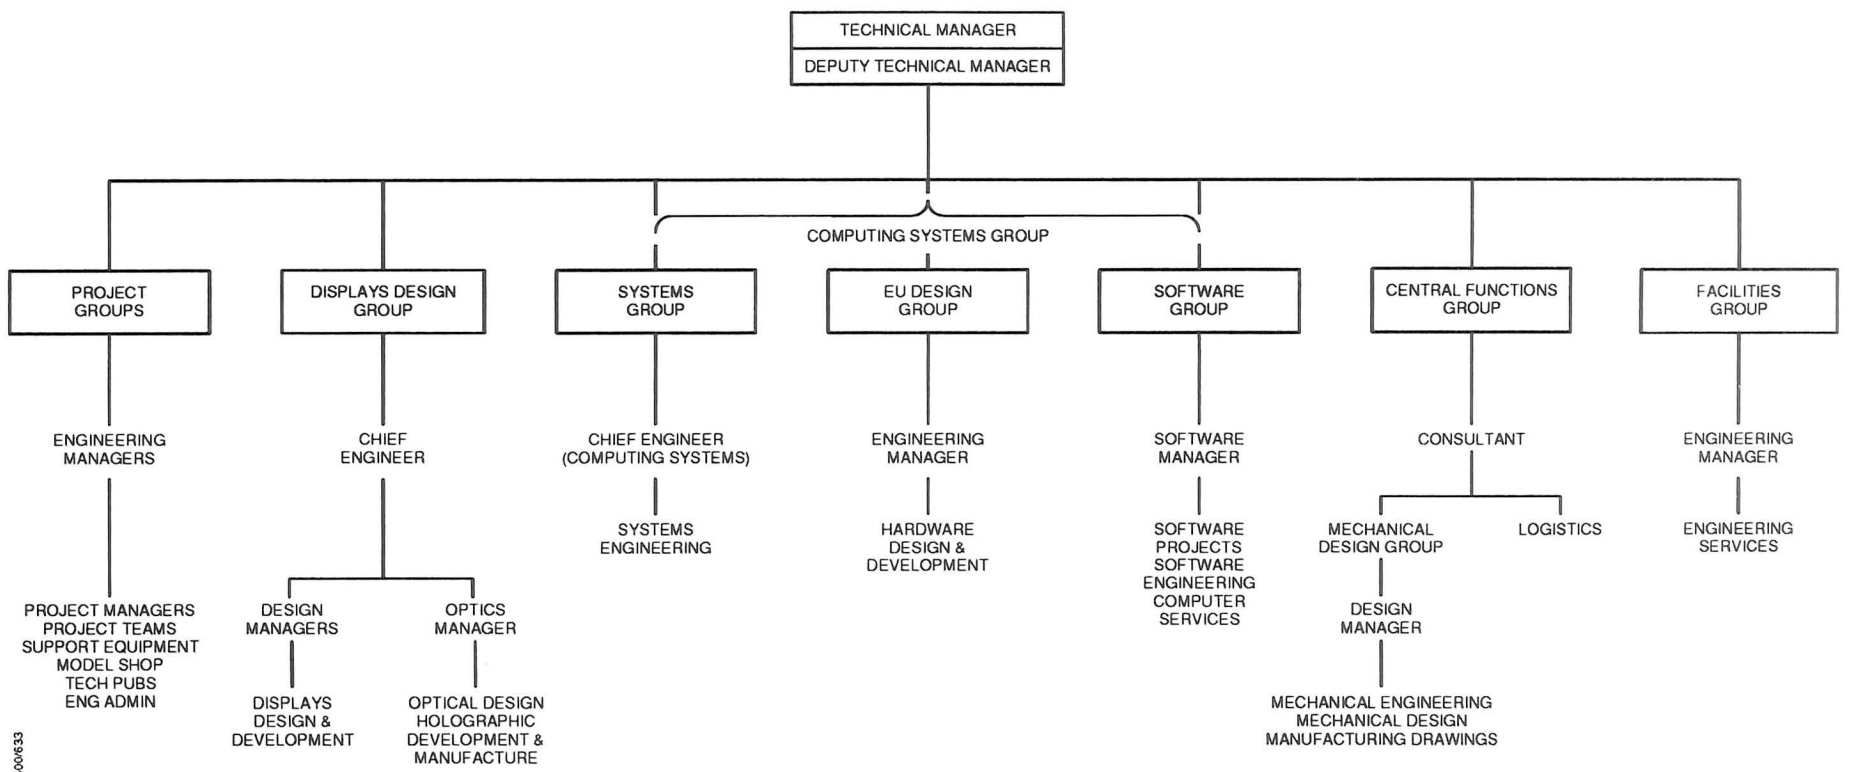 TECHNICAL MANAGER
DEPUTY TECHNICAL MANAGER
COMPUTING SYSTEMS GROUP
PROJECT
GROUPS
DISPLAYS DESIGN
GROUP
SYSTEMS
GROUP
EU DESIGN
GROUP
SOFTWARE
GROUP
CENTRAL FUNCTIONS
GROUP
FACILITIES
GROUP
ENGINEERING
MANAGERS
CHIEF
ENGINEER
CHIEF ENGINEER
(COMPUTING SYSTEMS)
ENGINEERING
MANAGER
SOFTWARE
MANAGER
CONSULTANT
ENGINEERING
MANAGER
SYSTEMS
ENGINEERING
HARDWARE
DESIGN &
DEVELOPMENT
SOFTWARE
PROJECTS
SOFTWARE
ENGINEERING
COMPUTER
SERVICES
MECHANICAL
DESIGN GROUP
LOGISTICS
ENGINEERING
SERVICES
PROJECT MANAGERS
PROJECT TEAMS
SUPPORT EQUIPMENT
MODEL SHOP
TECH PUBS
ENG ADMIN
DESIGN
MANAGERS
OPTICS
MANAGER
DESIGN
MANAGER
DISPLAYS
DESIGN &
DEVELOPMENT
OPTICAL DESIGN
HOLOGRAPHIC
DEVELOPMENT &
MANUFACTURE
MECHANICAL ENGINEERING
MECHANICAL DESIGN
MANUFACTURING DRAWINGS